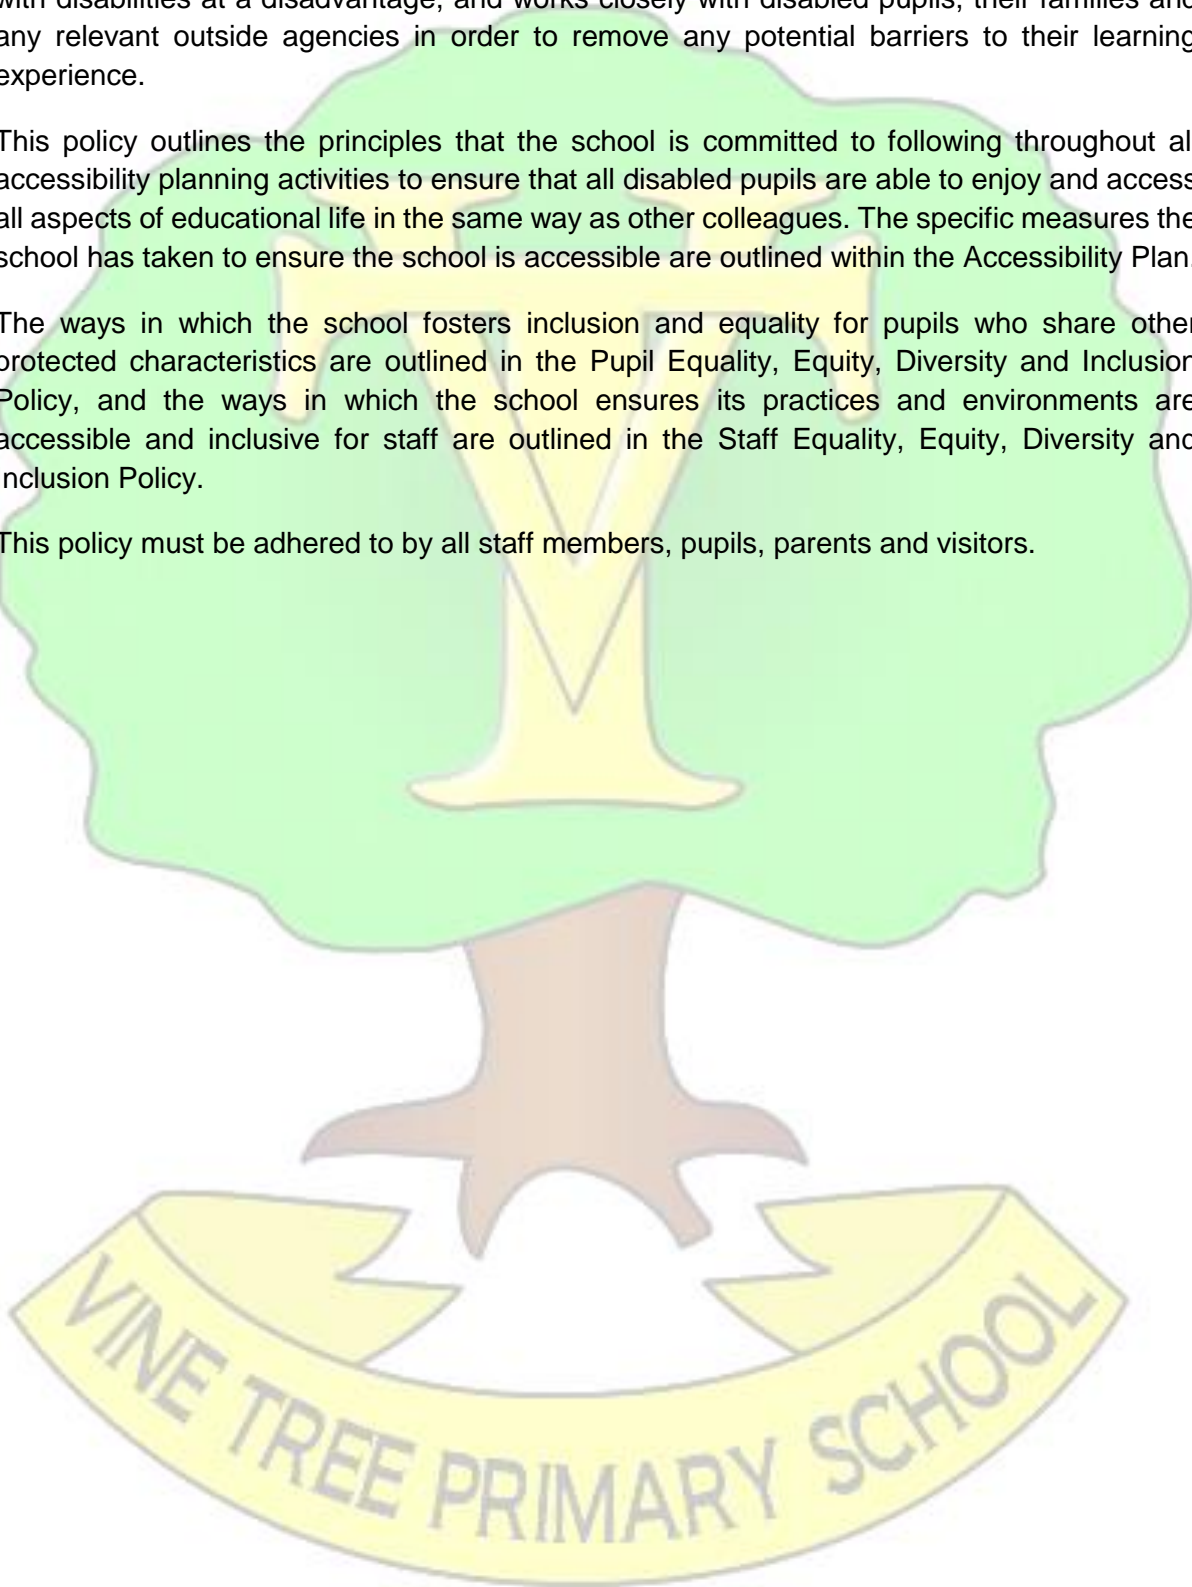 with disabilities at a disadvantage, and works closely with disabled pupils, their families and
any relevant outside agencies in order to remove any potential barriers to their learning
experience.
This policy outlines the principles that the school is committed to following throughout al
accessibility planning activities to ensure that all disabled pupils are able to enjoy and access
all aspects of educational life in the same way as other colleagues. The specific measures the
school has taken to ensure the school is accessible are outlined within the Accessibility Plan.
The ways in which the school fosters inclusion and equality for pupils who share other
protected characteristics are outlined in the Pupil Equality, Equity, Diversity and Inclusion
Policy, and the ways in which the school ensures its practices and environments are
accessible and inclusive for staff are outlined in the Staff Equality, Equity, Diversity and
Inclusion Policy.
This policy must be adhered to by all staff members, pupils, parents and visitors.
VT
VINE TREE PRIMARY SCHOOL